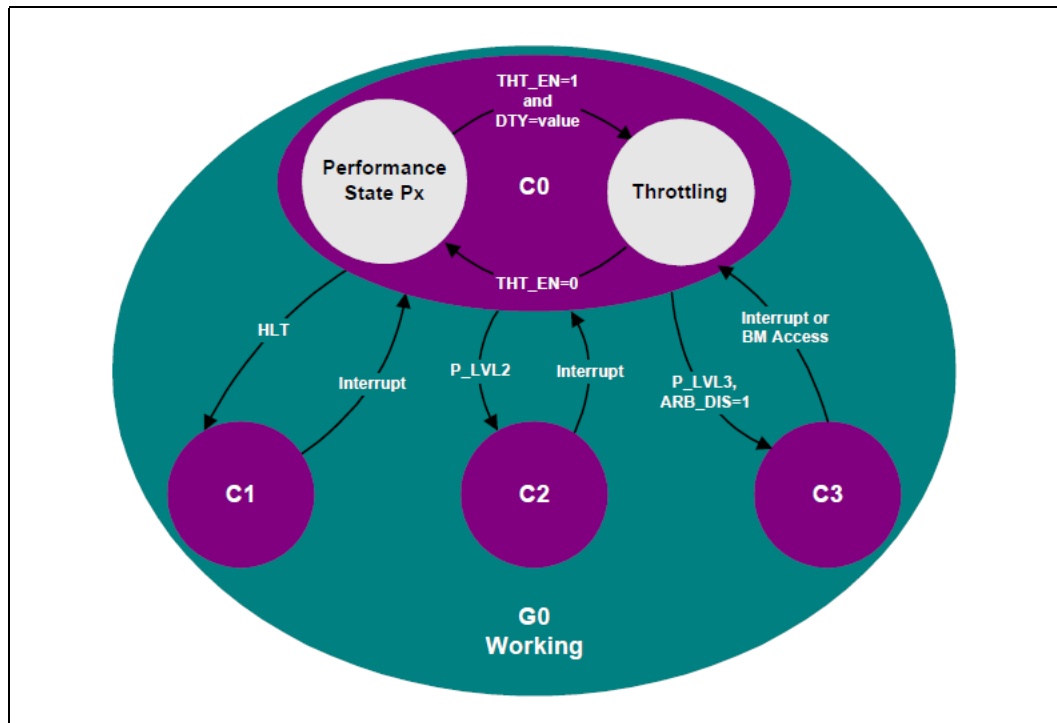 THT_EN=1
and
DTY=value
Performance
State Px
C0
Throttling
THT_EN=0
HLT
Interrupt
P_LVL2
Interrupt
P_LVL3,
ARB_DIS=1
Interrupt or
BM Access
C1
C2
C3
G0
Working